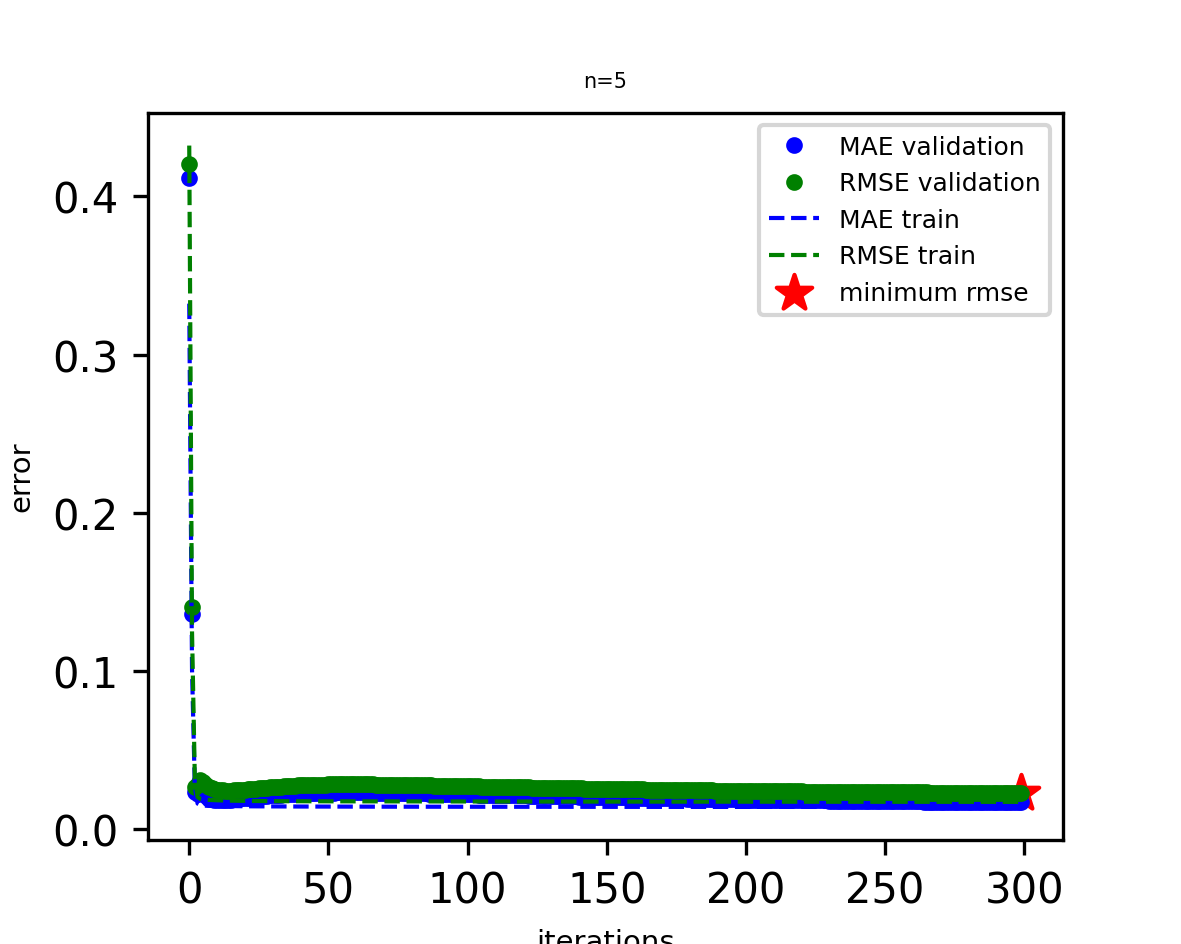 n=5
MAE validation
RMSE validation
MAE train
RMSE train
minimum rmse
error
0.4
0.3
0.2
0.1
0.0
0 50 100 150 200 250 300
iterations